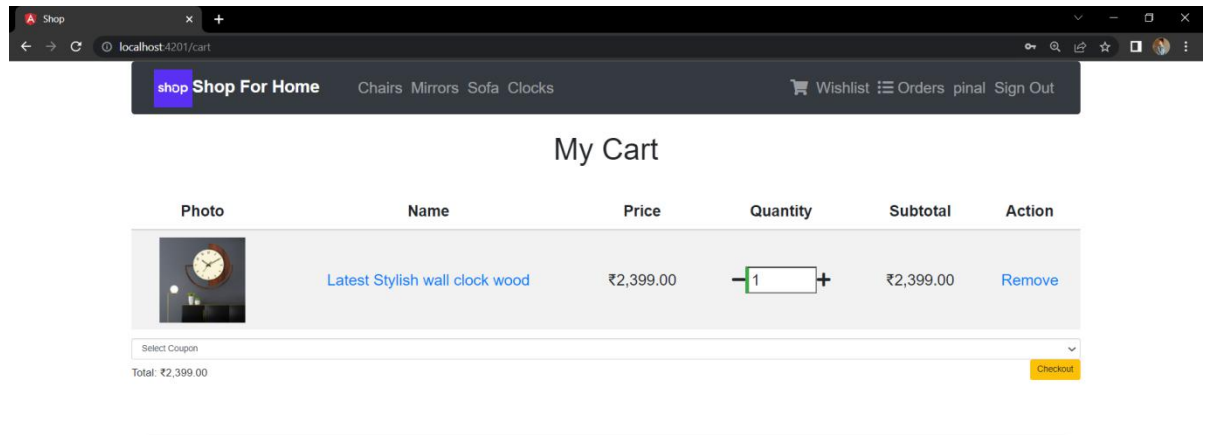 Shop
localhost:4201/cart
shop Shop For Home Chairs Mirrors Sofa Clocks Wishlist Orders pinal Sign Out
My Cart
Photo Name Price Quantity Subtotal Action
Latest Stylish wall clock wood ₹2,399.00 1 ₹2,399.00 Remove
Select Coupon
Total: ₹2,399.00 Checkout